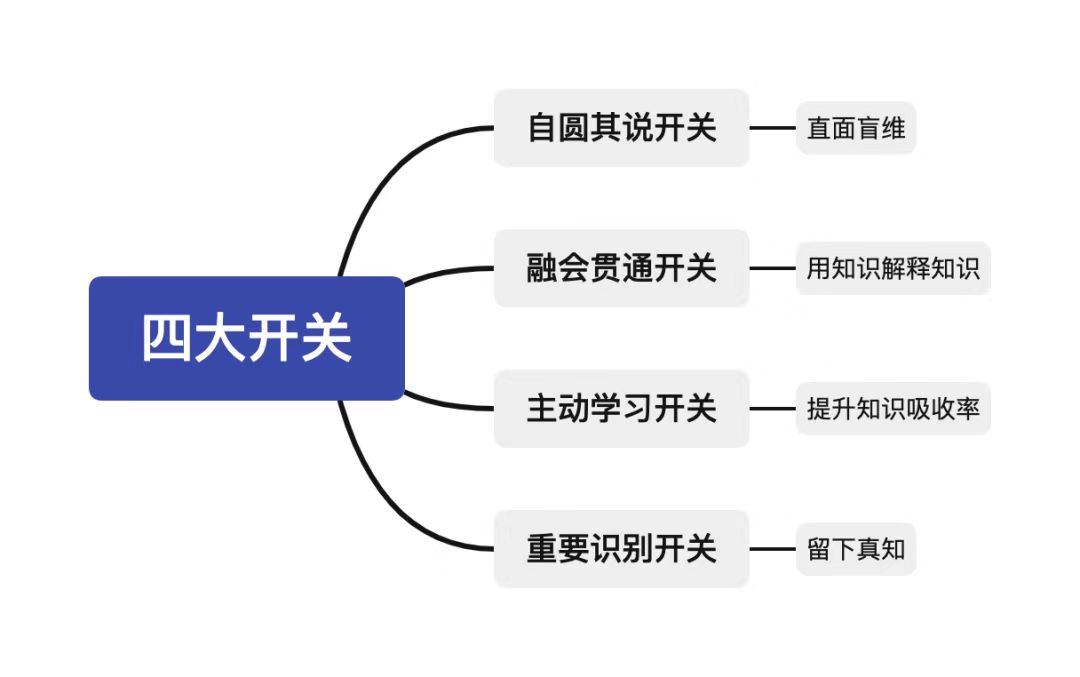 四大开关
自圆其说开关
直面盲维
融会贯通开关
用知识解释知识
主动学习开关
提升知识吸收率
重要识别开关
留下真知